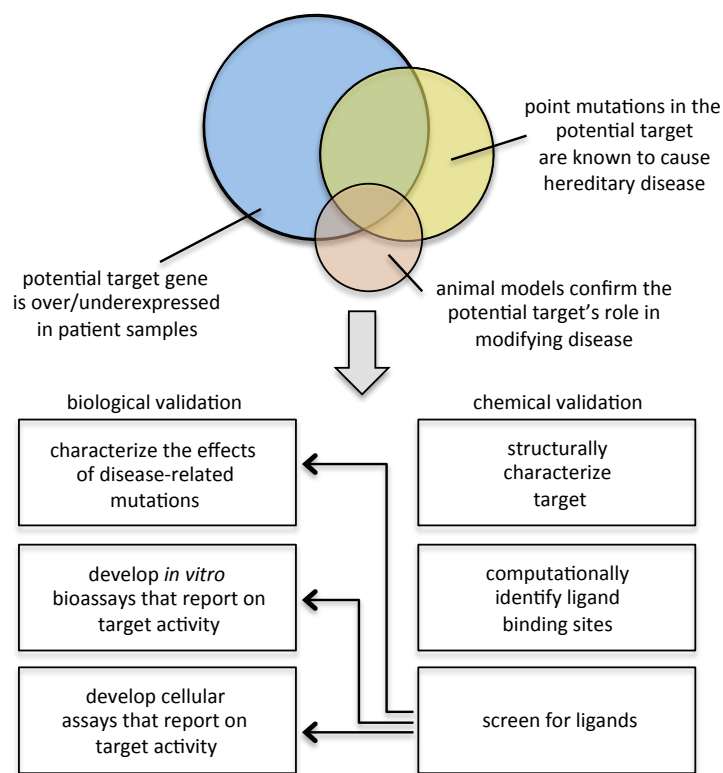 point mutations in the
potential target
are known to cause
hereditary disease
potential target gene
is over/underexpressed
in patient samples
animal models confirm the
potential target's role in
modifying disease
biological validation
characterize the effects
of disease-related
mutations
develop in vitro
bioassays that report on
target activity
develop cellular
assays that report on
target activity
chemical validation
structurally
characterize
target
computationally
identify ligand
binding sites
screen for ligands